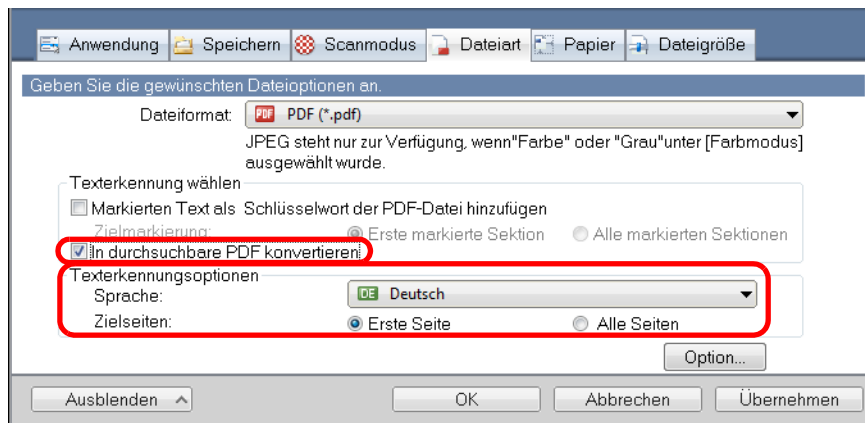 Anwendung Speichern Scanmodus Dateiart Papier Dateigröße
Geben Sie die gewünschten Dateioptionen an.
Dateiformat: PDF PDF (*.pdf)
JPEG steht nur zur Verfügung, wenn"Farbe" oder "Grau"unter [Farbmodus]
ausgewählt wurde.
Texterkennung wählen
Markierten Text als Schlüsselwort der PDF-Datei hinzufügen
Zielmarkierung: Erste markierte Sektion Alle markierten Sektionen
In durchsuchbare PDF konvertieren
Texterkennungsoptionen
Sprache: DE Deutsch
Zielseiten: Erste Seite Alle Seiten
Option...
Ausblenden OK Abbrechen Übernehmen